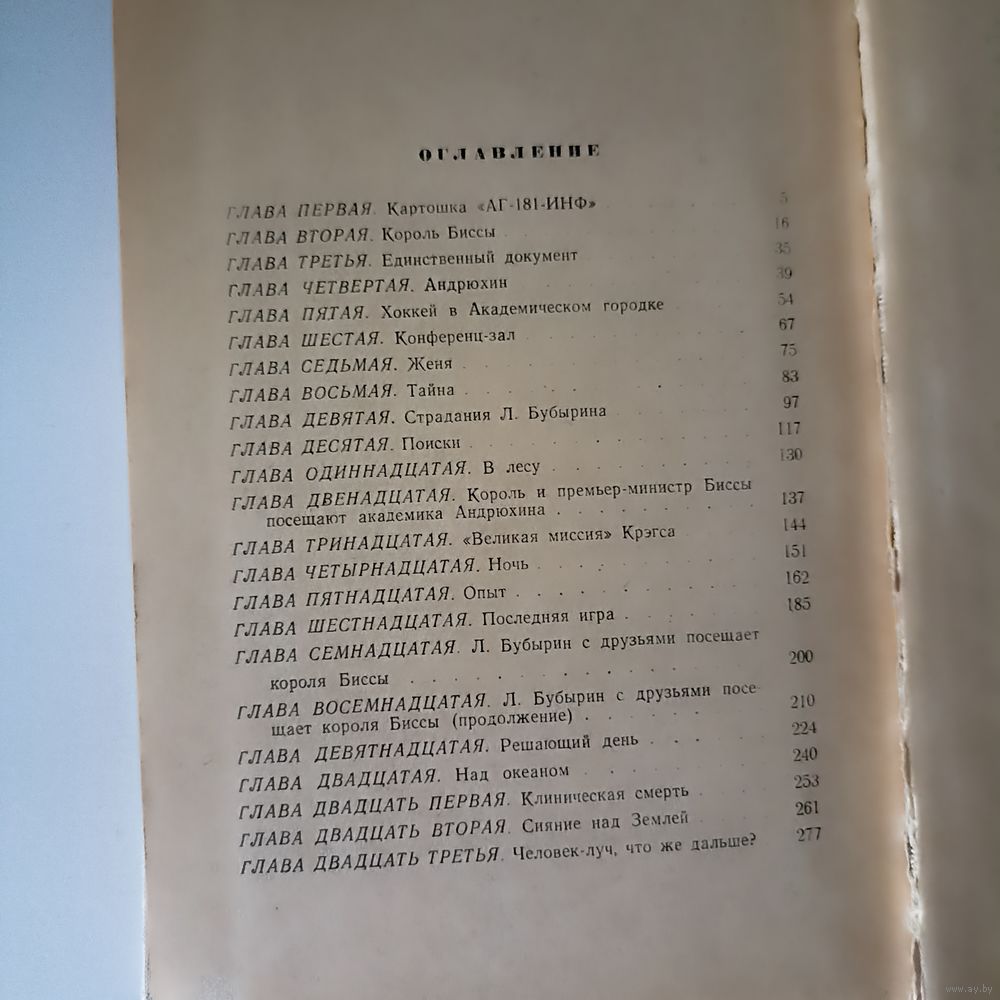 ОГЛАВЛЕНИЕ
ГЛАВА ПЕРВАЯ. Картошка «АГ-181-ИНФ» 5
ГЛАВА ВТОРАЯ. Король Биссы 16
ГЛАВА ТРЕТЬЯ. Единственный документ 35
ГЛАВА ЧЕТВЕРТАЯ. Андрюхин 39
ГЛАВА ПЯТАЯ. Хоккей в Академическом городке 54
ГЛАВА ШЕСТАЯ. Конференц-зал 67
ГЛАВА СЕДЬМАЯ. Женя 75
ГЛАВА ВОСЬМАЯ. Тайна 83
ГЛАВА ДЕВЯТАЯ. Страдания Л. Бубырина 97
ГЛАВА ДЕСЯТАЯ. Поиски 117
ГЛАВА ОДИННАДЦАТАЯ. В лесу 130
ГЛАВА ДВЕНАДЦАТАЯ. Король и премьер-министр Биссы
посещают академика Андрюхина 137
ГЛАВА ТРИНАДЦАТАЯ. «Великая миссия» Крэгса 144
ГЛАВА ЧЕТЫРНАДЦАТАЯ. Ночь 151
ГЛАВА ПЯТНАДЦАТАЯ. Опыт 162
ГЛАВА ШЕСТНАДЦАТАЯ. Последняя игра 185
ГЛАВА СЕМНАДЦАТАЯ. Л. Бубырин с друзьями посещает
короля Биссы 200
ГЛАВА ВОСЕМНАДЦАТАЯ. Л. Бубырин с друзьями посе-
щает короля Биссы (продолжение) 210
ГЛАВА ДЕВЯТНАДЦАТАЯ. Решающий день 224
ГЛАВА ДВАДЦАТАЯ. Над океаном 240
ГЛАВА ДВАДЦАТЬ ПЕРВАЯ. Клиническая смерть 253
ГЛАВА ДВАДЦАТЬ ВТОРАЯ. Сияние над Землей 261
ГЛАВА ДВАДЦАТЬ ТРЕТЬЯ. Человек-луч, что же дальше? 277
www.ay.by